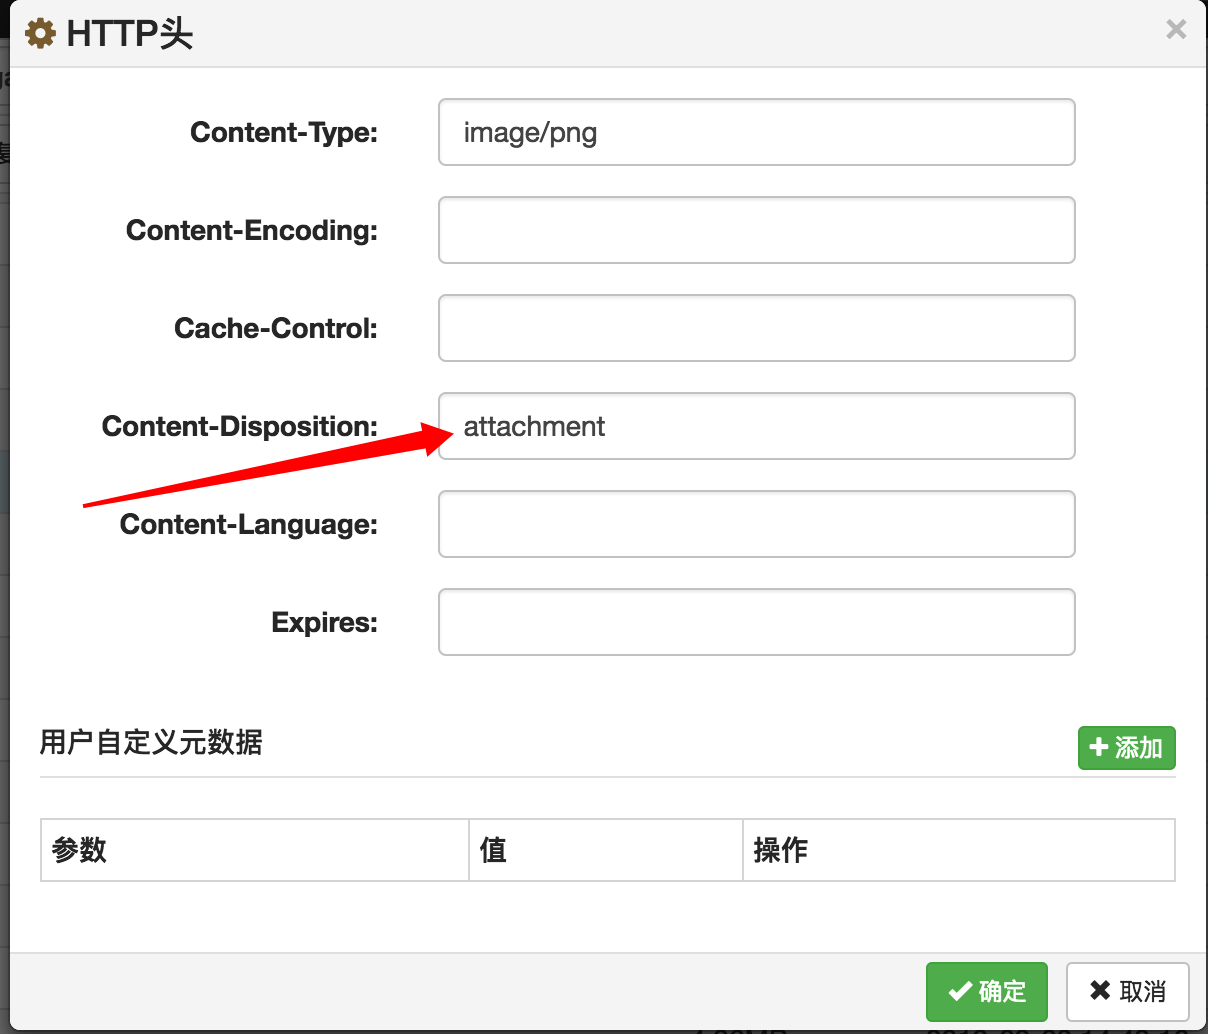 HTTP头
Content-Type: image/png
Content-Encoding:
Cache-Control:
Content-Disposition: attachment
Content-Language:
Expires:
用户自定义元数据 添加
参数 值 操作
确定 取消